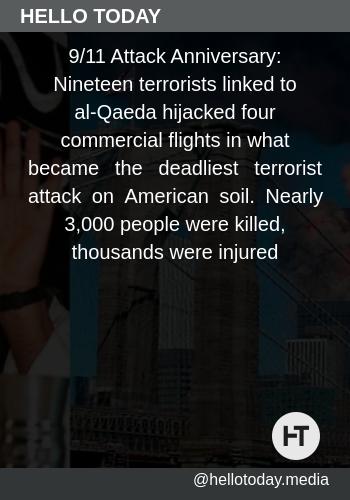 HELLO TODAY
9/11 Attack Anniversary:
Nineteen terrorists linked to
al-Qaeda hijacked four
commercial flights in what
became the deadliest terrorist
attack on American soil. Nearly
3,000 people were killed,
thousands were injured
HT
@hellotoday.media